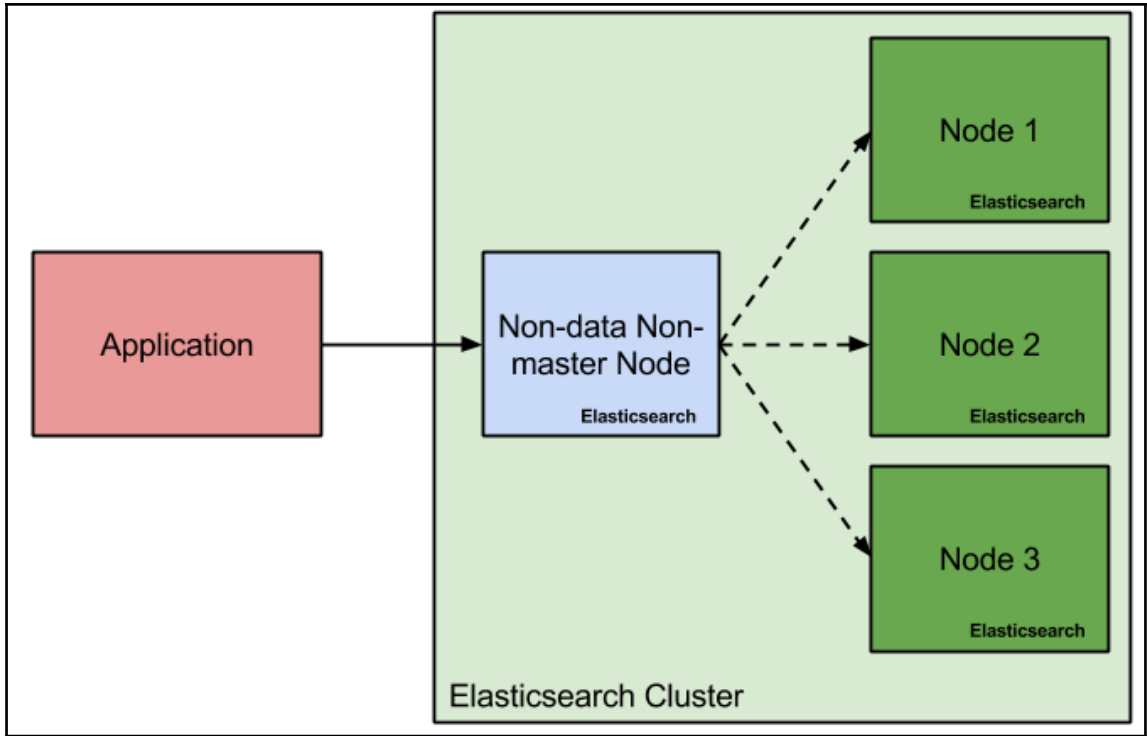 Application
Non-data Non-
master Node
Elasticsearch
Node 1
Elasticsearch
Node 2
Elasticsearch
Node 3
Elasticsearch
Elasticsearch Cluster